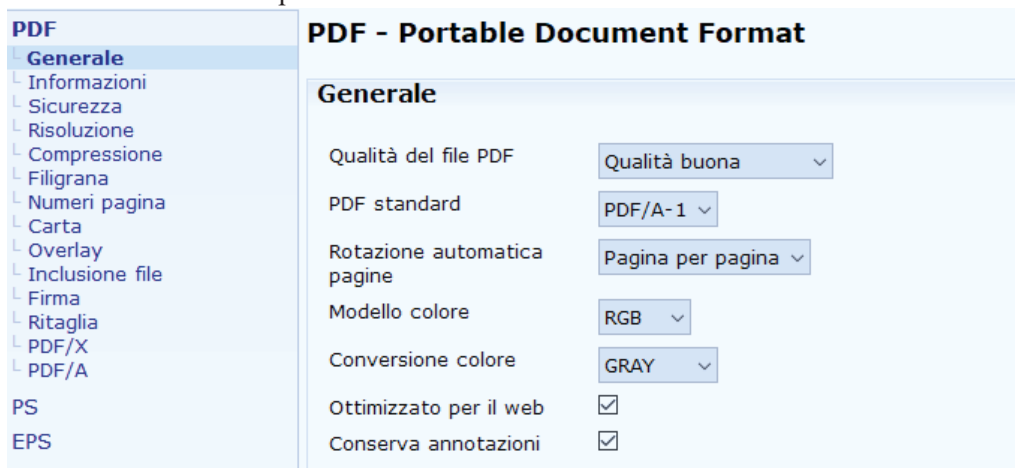 PDF
Generale
Informazioni
Sicurezza
Risoluzione
Compressione
Filigrana
Numeri pagina
Carta
Overlay
Inclusione file
Firma
Ritaglia
PDF/X
PDF/A
PS
EPS
PDF - Portable Document Format
Generale
Qualità del file PDF Qualità buona
PDF standard PDF/A-1
Rotazione automatica
pagine Pagina per pagina
Modello colore RGB
Conversione colore GRAY
Ottimizzato per il web
Conserva annotazioni